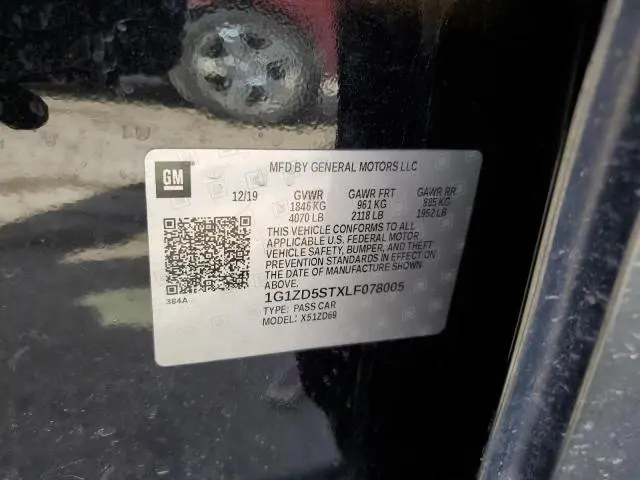 GM
MFD BY GENERAL MOTORS LLC
12/19 GVWR GAWR FRT GAWR RR
1846 KG 961 KG 885 KG
4070 LB 2118 LB 1952 LB
THIS VEHICLE CONFORMS TO ALL
APPLICABLE U.S. FEDERAL MOTOR
VEHICLE SAFETY, BUMPER, AND THEFT
PREVENTION STANDARDS IN EFFECT ON
THE DATE OF MANUFACTURE SHOWN
ABOVE.
384A
1G1ZD5STXLF078005
TYPE: PASS CAR
MODEL: X51ZD69